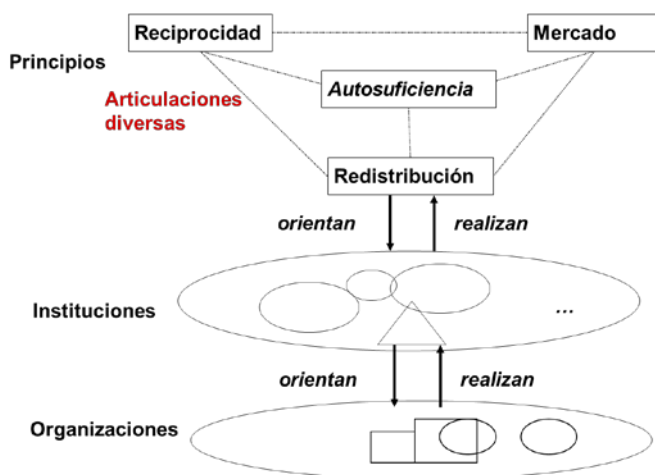 Reciprocidad
Mercado
Principios
Autosuficiencia
Articulaciones
diversas
Redistribución
orientan
realizan
Instituciones
...
orientan
realizan
Organizaciones